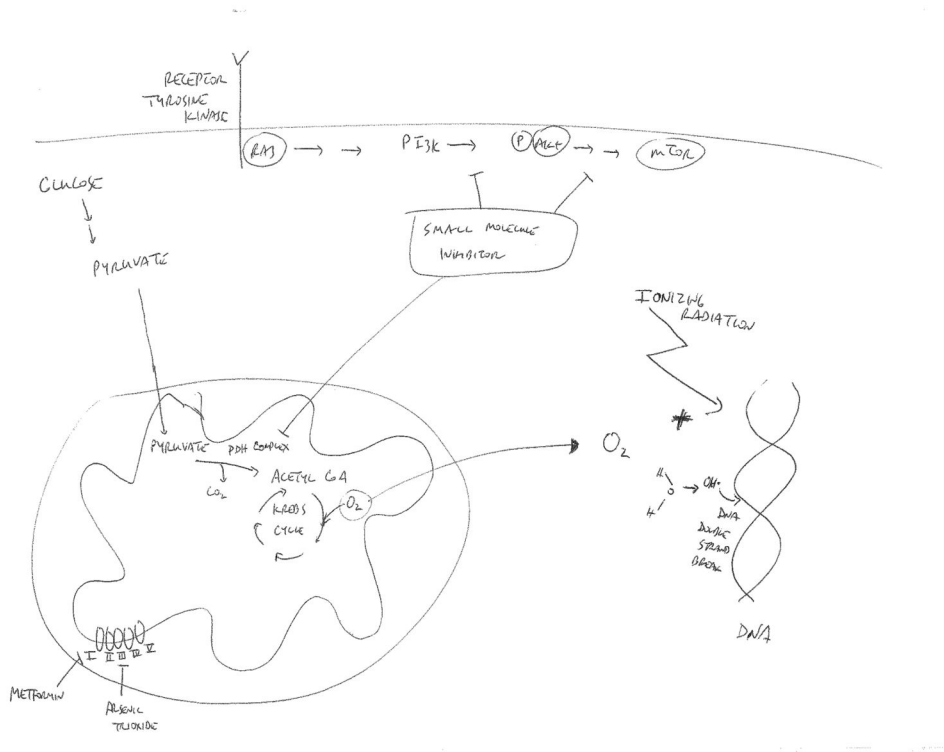 RECEPTOR
TYROSINE
KINASE
RAS
PI3K
P
AKT
mTOR
GLUCOSE
PYRUVATE
SMALL MOLECULE
INHIBITOR
IONIZING
RADIATION
PYRUVATE
PDH COMPLEX
CO2
ACETYL CoA
KREBS
CYCLE
O2
O2
H
O
H
OH·
DNA
DOUBLE
STRAND
BREAK
DNA
I II III IV V
METFORMIN
ARSENIC
TRIOXIDE